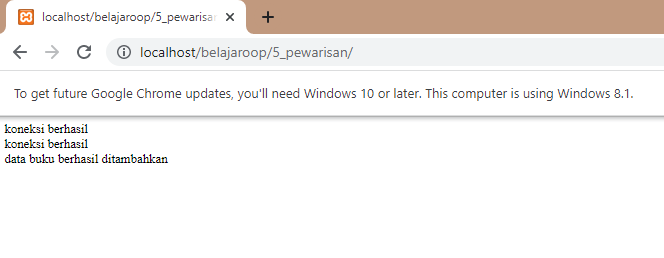 localhost/belajaroop/5_pewarisan
localhost/belajaroop/5_pewarisan/
To get future Google Chrome updates, you'll need Windows 10 or later. This computer is using Windows 8.1.
koneksi berhasil
koneksi berhasil
data buku berhasil ditambahkan